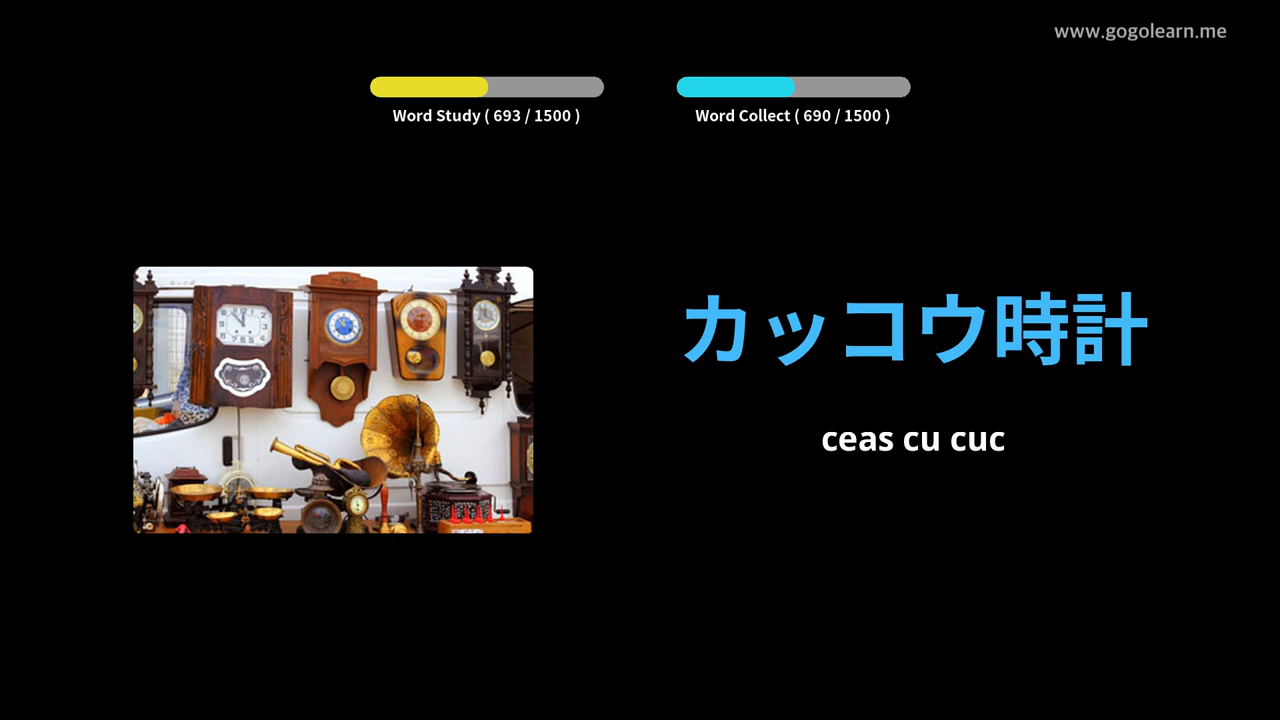 www.gogolearn.me
Word Study ( 693 / 1500 )
Word Collect ( 690 / 1500 )
カッコウ時計
ceas cu cuc